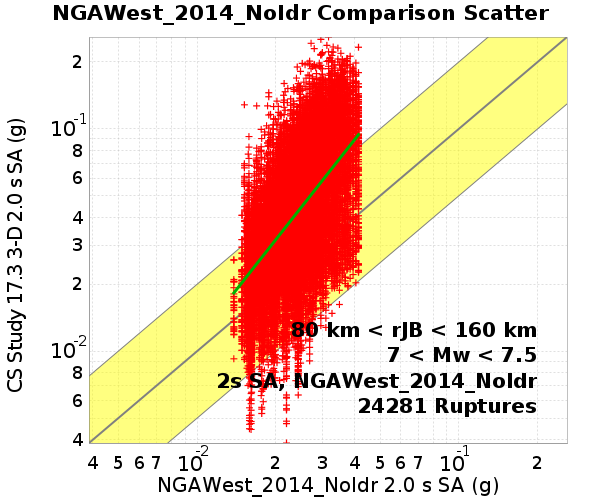 NGAWest_2014_NoIdr Comparison Scatter
CS Study 17.3 3-D 2.0 s SA (g)
2
10-1
8
6
4
3
2
10-2
8
6
4
80 km < rJB < 160 km
7 < Mw < 7.5
2s SA, NGAWest_2014_NoIdr
24281 Ruptures
4 5 6 7 10-2 2 3 4 5 6 7 10-1 2
NGAWest_2014_NoIdr 2.0 s SA (g)